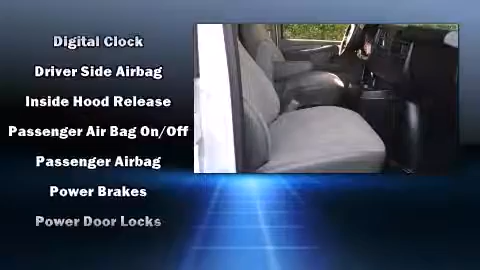 Digital Clock
Driver Side Airbag
Inside Hood Release
Passenger Air Bag On/Off
Passenger Airbag
Power Brakes
Power Door Locks